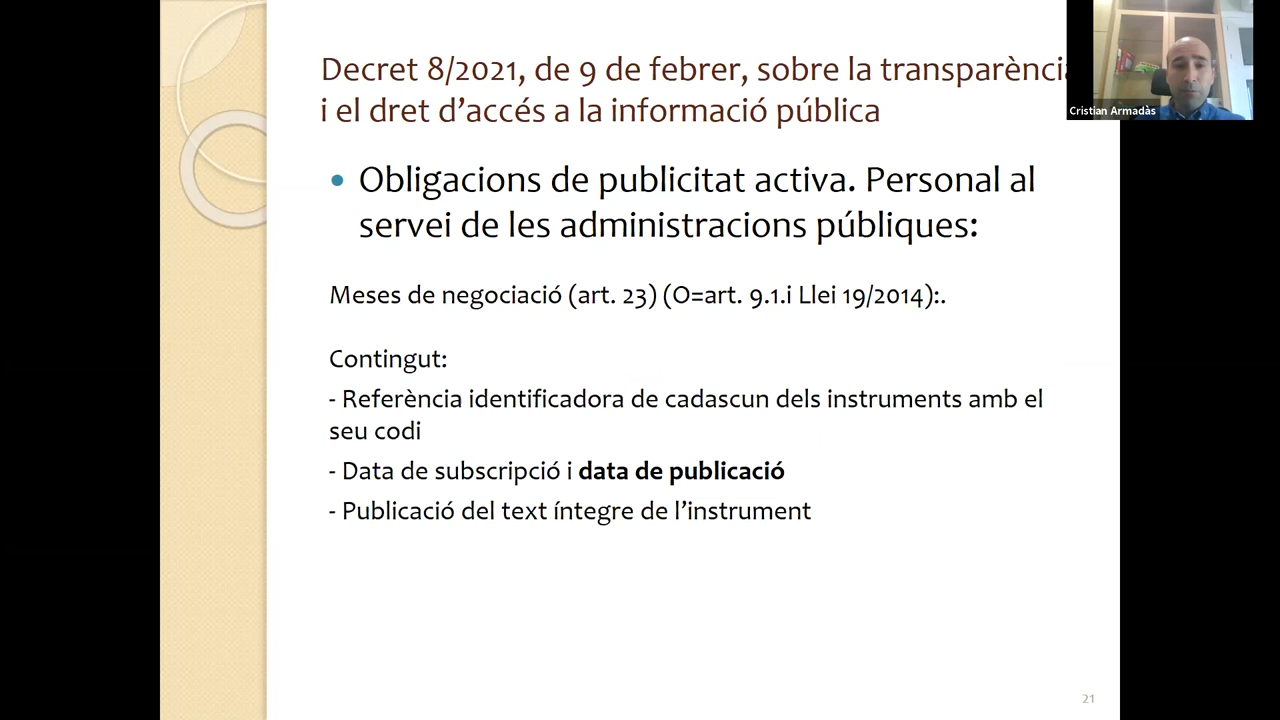 Decret 8/2021, de 9 de febrer, sobre la transparència
i el dret d’accés a la informació pública
Cristian Armadàs
• Obligacions de publicitat activa. Personal al
servei de les administracions públiques:
Meses de negociació (art. 23) (O=art. 9.1.i Llei 19/2014):.
Contingut:
- Referència identificadora de cadascun dels instruments amb el
seu codi
- Data de subscripció i data de publicació
- Publicació del text íntegre de l’instrument
21